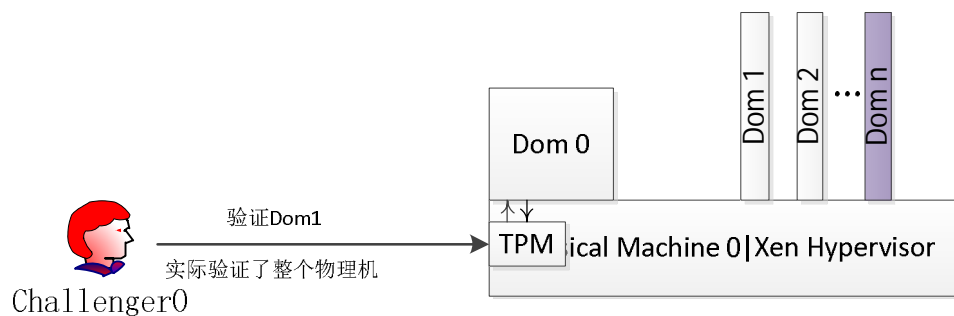 Dom 1
Dom 2
...
Dom n
Dom 0
验证Dom1
TPM
sical Machine 0|Xen Hypervisor
实际验证了整个物理机
Challenger0